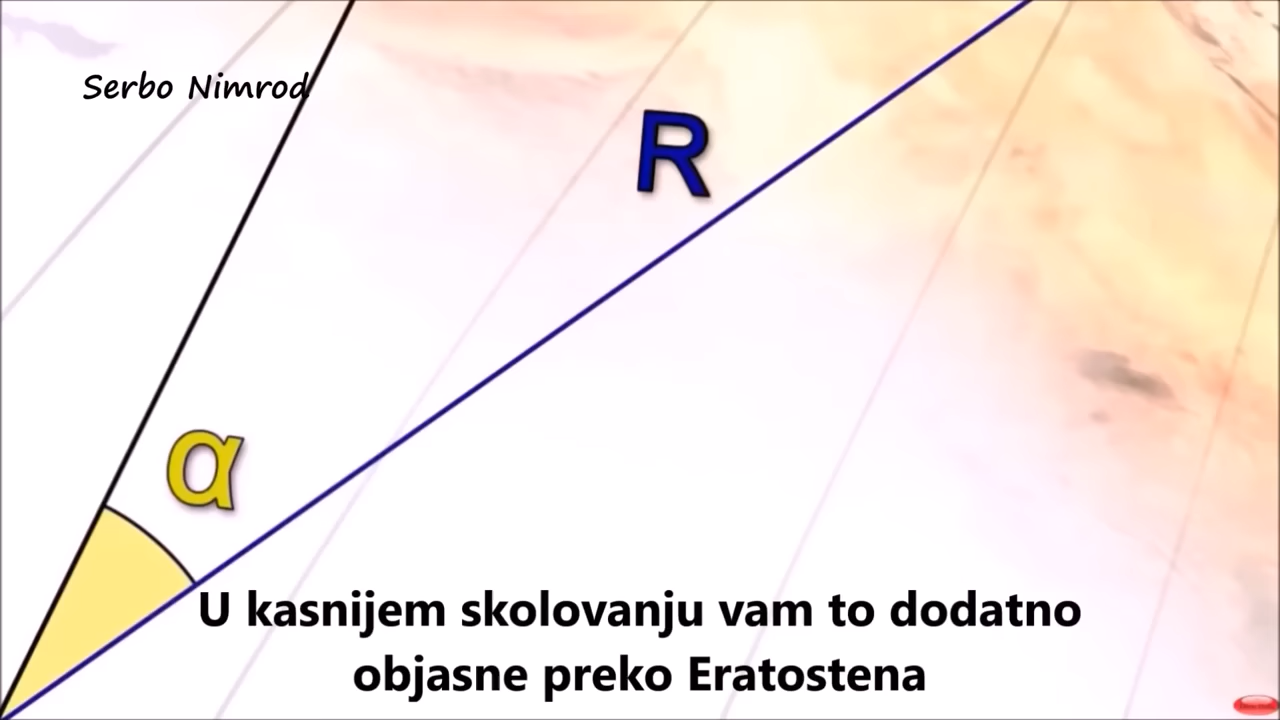 Serbo Nimrod
R
α
U kasnijem skolovanju vam to dodatno
objasne preko Eratostena